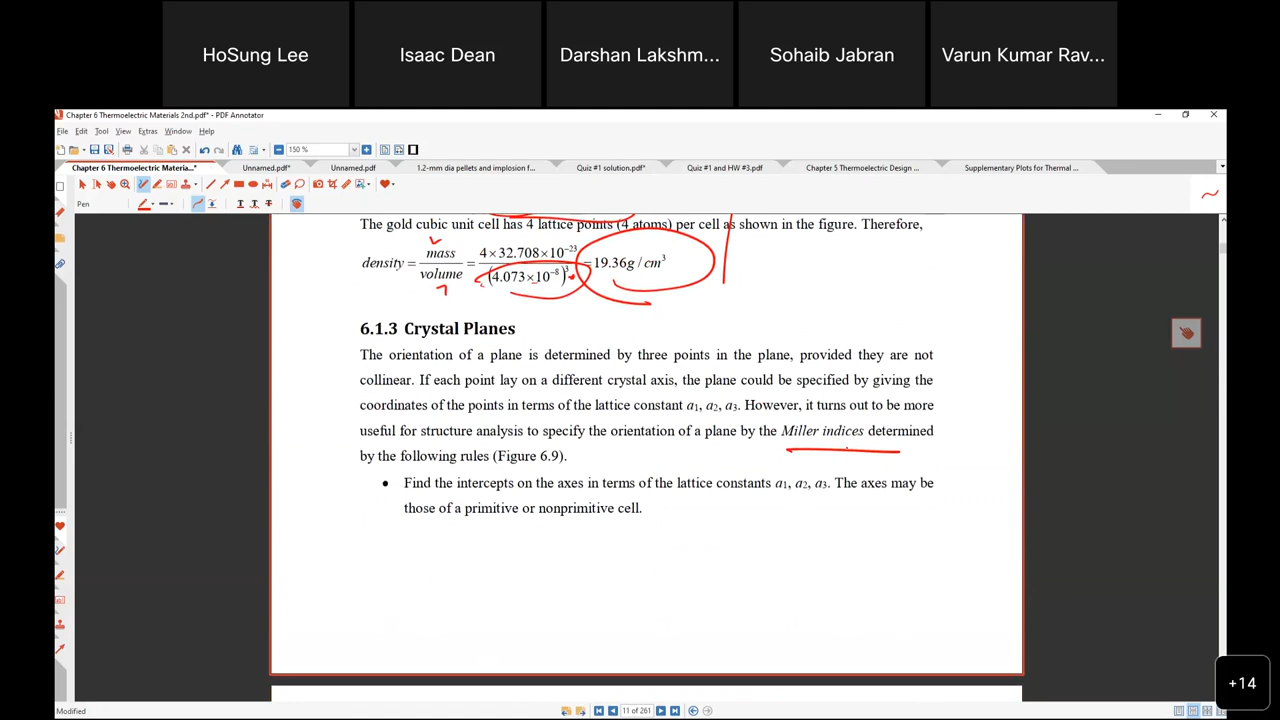 HoSung Lee
Isaac Dean
Darshan Lakshm...
Sohaib Jabran
Varun Kumar Rav...
Chapter 6 Thermoelectric Materials 2nd.pdf* - PDF Annotator
File Edit Tool View Extras Window Help
150 %
Chapter 6 Thermoelectric Materia...*
Unnamed.pdf*
Unnamed.pdf
1.2-mm dia pellets and implosion f...
Quiz #1 solution.pdf*
Quiz #1 and HW #3.pdf
Chapter 5 Thermoelectric Design ...
Supplementary Plots for Thermal ...
Pen
The gold cubic unit cell has 4 lattice points (4 atoms) per cell as shown in the figure. Therefore,
density = mass/volume = 4×32.708×10⁻²³/(4.073×10⁻⁸)³ = 19.36g / cm³
6.1.3 Crystal Planes
The orientation of a plane is determined by three points in the plane, provided they are not
collinear. If each point lay on a different crystal axis, the plane could be specified by giving the
coordinates of the points in terms of the lattice constant a₁, a₂, a₃. However, it turns out to be more
useful for structure analysis to specify the orientation of a plane by the Miller indices determined
by the following rules (Figure 6.9).
• Find the intercepts on the axes in terms of the lattice constants a₁, a₂, a₃. The axes may be
those of a primitive or nonprimitive cell.
+14
Modified
11 of 261